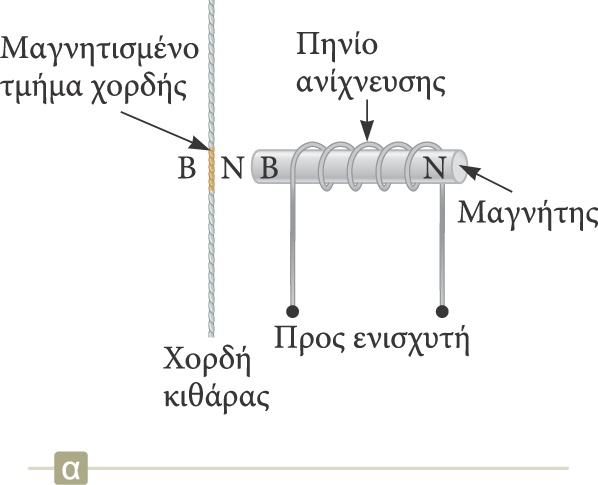 Μαγνητισμένο
τμήμα χορδής
Πηνίο
ανίχνευσης
Β Ν Β Ν
Μαγνήτης
Προς ενισχυτή
Χορδή
κιθάρας
α